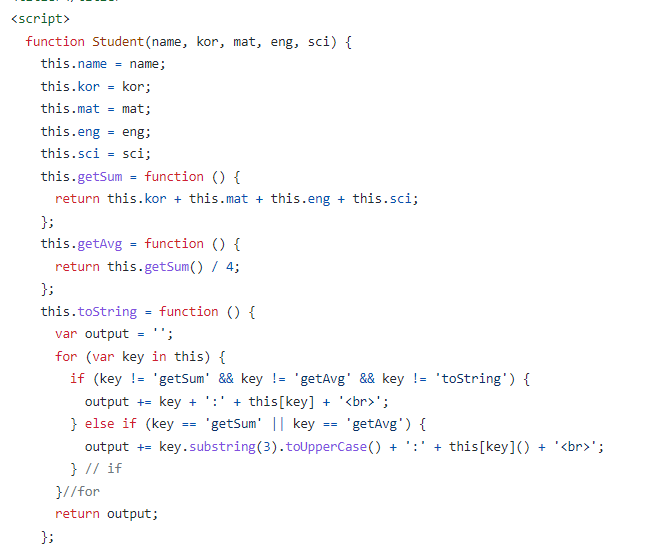 <script>
function Student(name, kor, mat, eng, sci) {
this.name = name;
this.kor = kor;
this.mat = mat;
this.eng = eng;
this.sci = sci;
this.getSum = function () {
return this.kor + this.mat + this.eng + this.sci;
};
this.getAvg = function () {
return this.getSum() / 4;
};
this.toString = function () {
var output = '';
for (var key in this) {
if (key != 'getSum' && key != 'getAvg' && key != 'toString') {
output += key + ':' + this[key] + '<br>';
} else if (key == 'getSum' || key == 'getAvg') {
output += key.substring(3).toUpperCase() + ':' + this[key]() + '<br>';
} // if
}//for
return output;
};